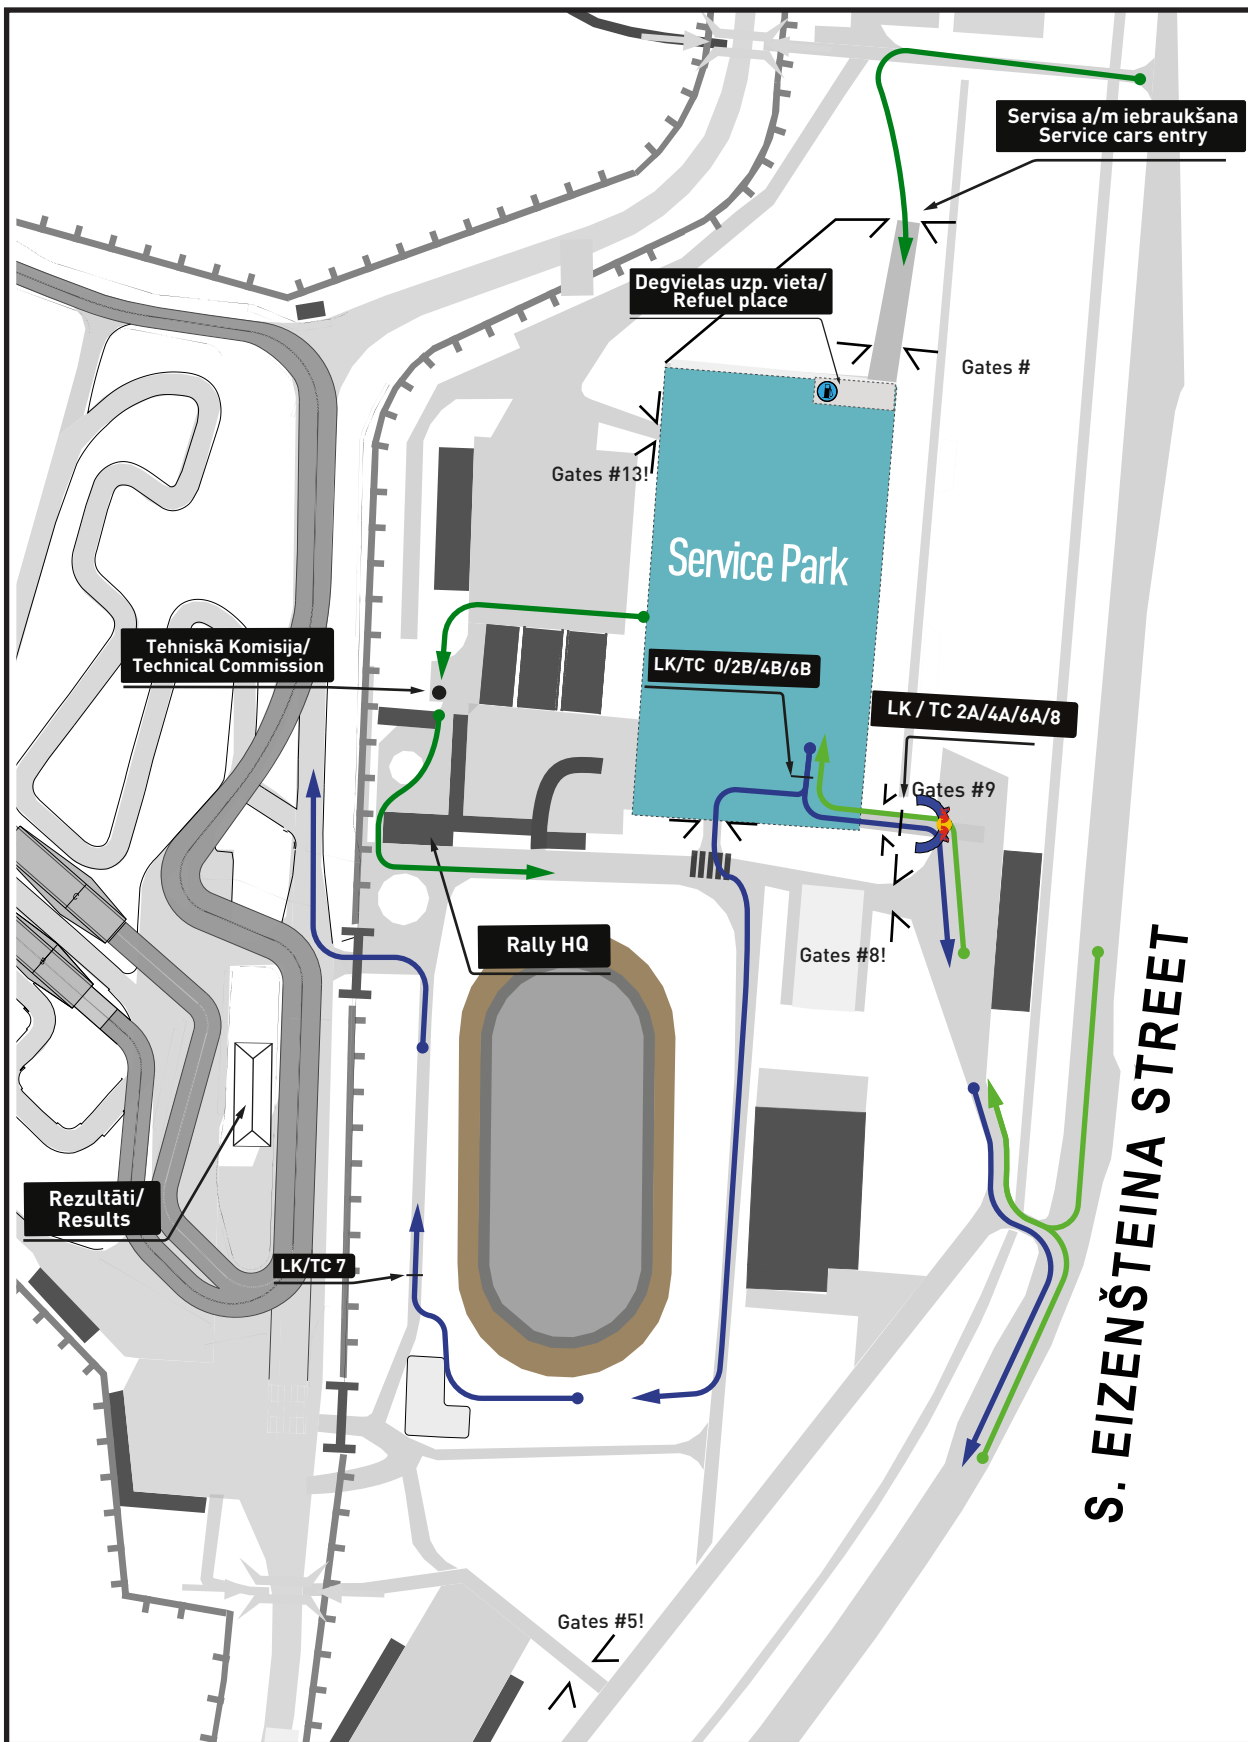 Servisa a/m iebraukšana
Service cars entry
Degvielas uzp. vieta/
Refuel place
Gates #
Gates #13!
Service Park
Tehniskā Komisija/
Technical Commission
LK/TC 0/2B/4B/6B
LK / TC 2A/4A/6A/8
Gates #9
Rally HQ
Gates #8!
S. EIZENŠTEINA STREET
Rezultāti/
Results
LK/TC 7
Gates #5!